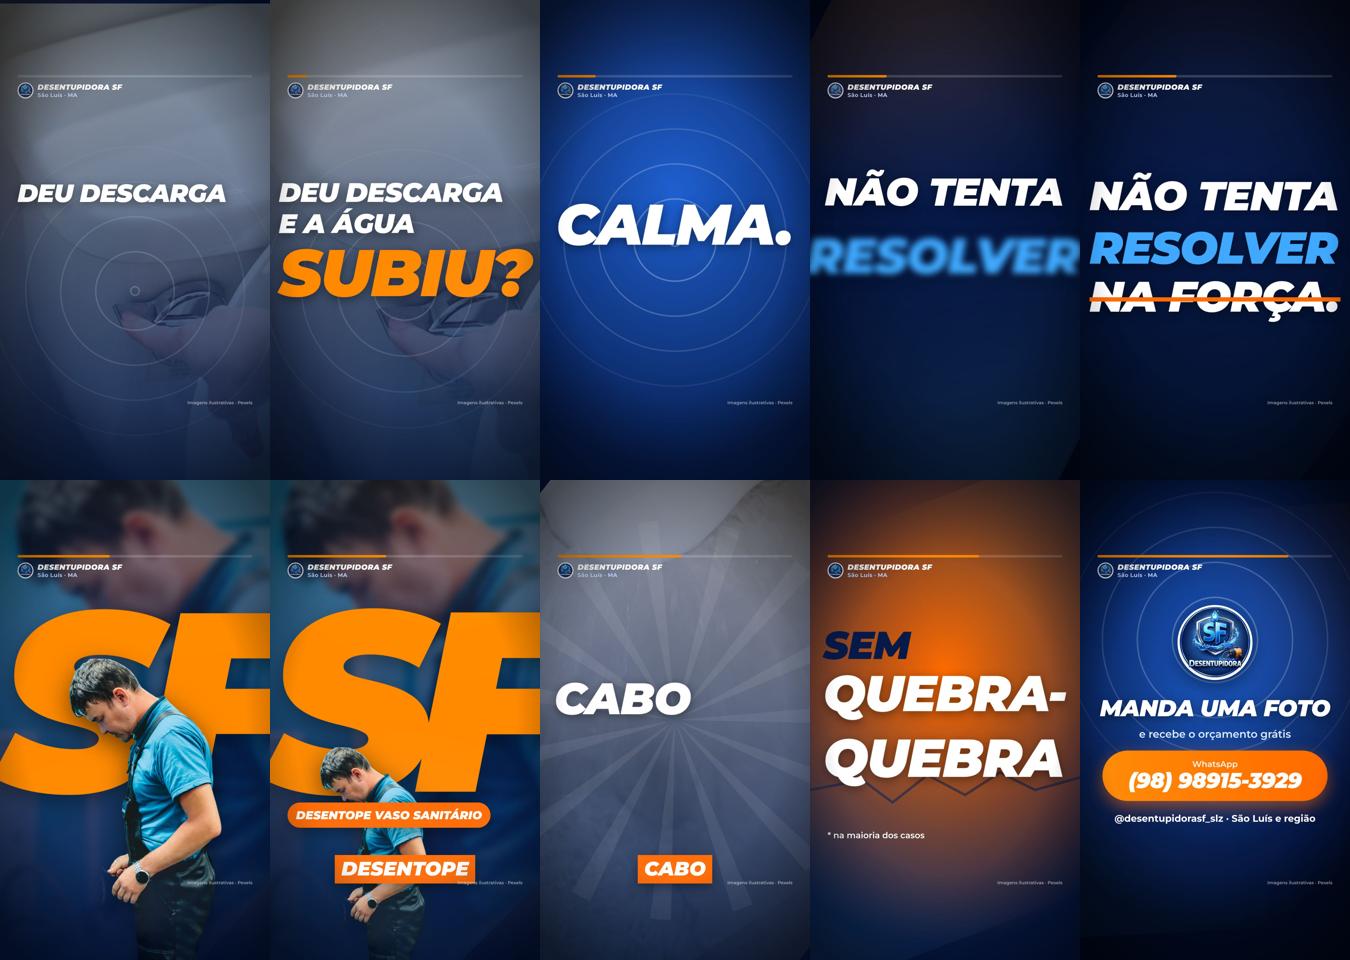 DESENTUPIDORA SF
São Luís - MA
DEU DESCARGA
Imagens ilustrativas · Pexels
DESENTUPIDORA SF
São Luís - MA
DEU DESCARGA
E A ÁGUA
SUBIU?
Imagens ilustrativas · Pexels
DESENTUPIDORA SF
São Luís - MA
CALMA.
Imagens ilustrativas · Pexels
DESENTUPIDORA SF
São Luís - MA
NÃO TENTA
RESOLVER
Imagens ilustrativas · Pexels
DESENTUPIDORA SF
São Luís - MA
NÃO TENTA
RESOLVER
NA FORÇA.
Imagens ilustrativas · Pexels
DESENTUPIDORA SF
São Luís - MA
SF
Imagens ilustrativas · Pexels
DESENTUPIDORA SF
São Luís - MA
SF
DESENTOPE VASO SANITÁRIO
DESENTOPE
Imagens ilustrativas · Pexels
DESENTUPIDORA SF
São Luís - MA
CABO
CABO
Imagens ilustrativas · Pexels
DESENTUPIDORA SF
São Luís - MA
SEM
QUEBRA-
QUEBRA
* na maioria dos casos
Imagens ilustrativas · Pexels
DESENTUPIDORA SF
São Luís - MA
SF
DESENTUPIDORA
MANDA UMA FOTO
e recebe o orçamento grátis
WhatsApp
(98) 98915-3929
@desentupidorasf_slz · São Luís e região
Imagens ilustrativas · Pexels